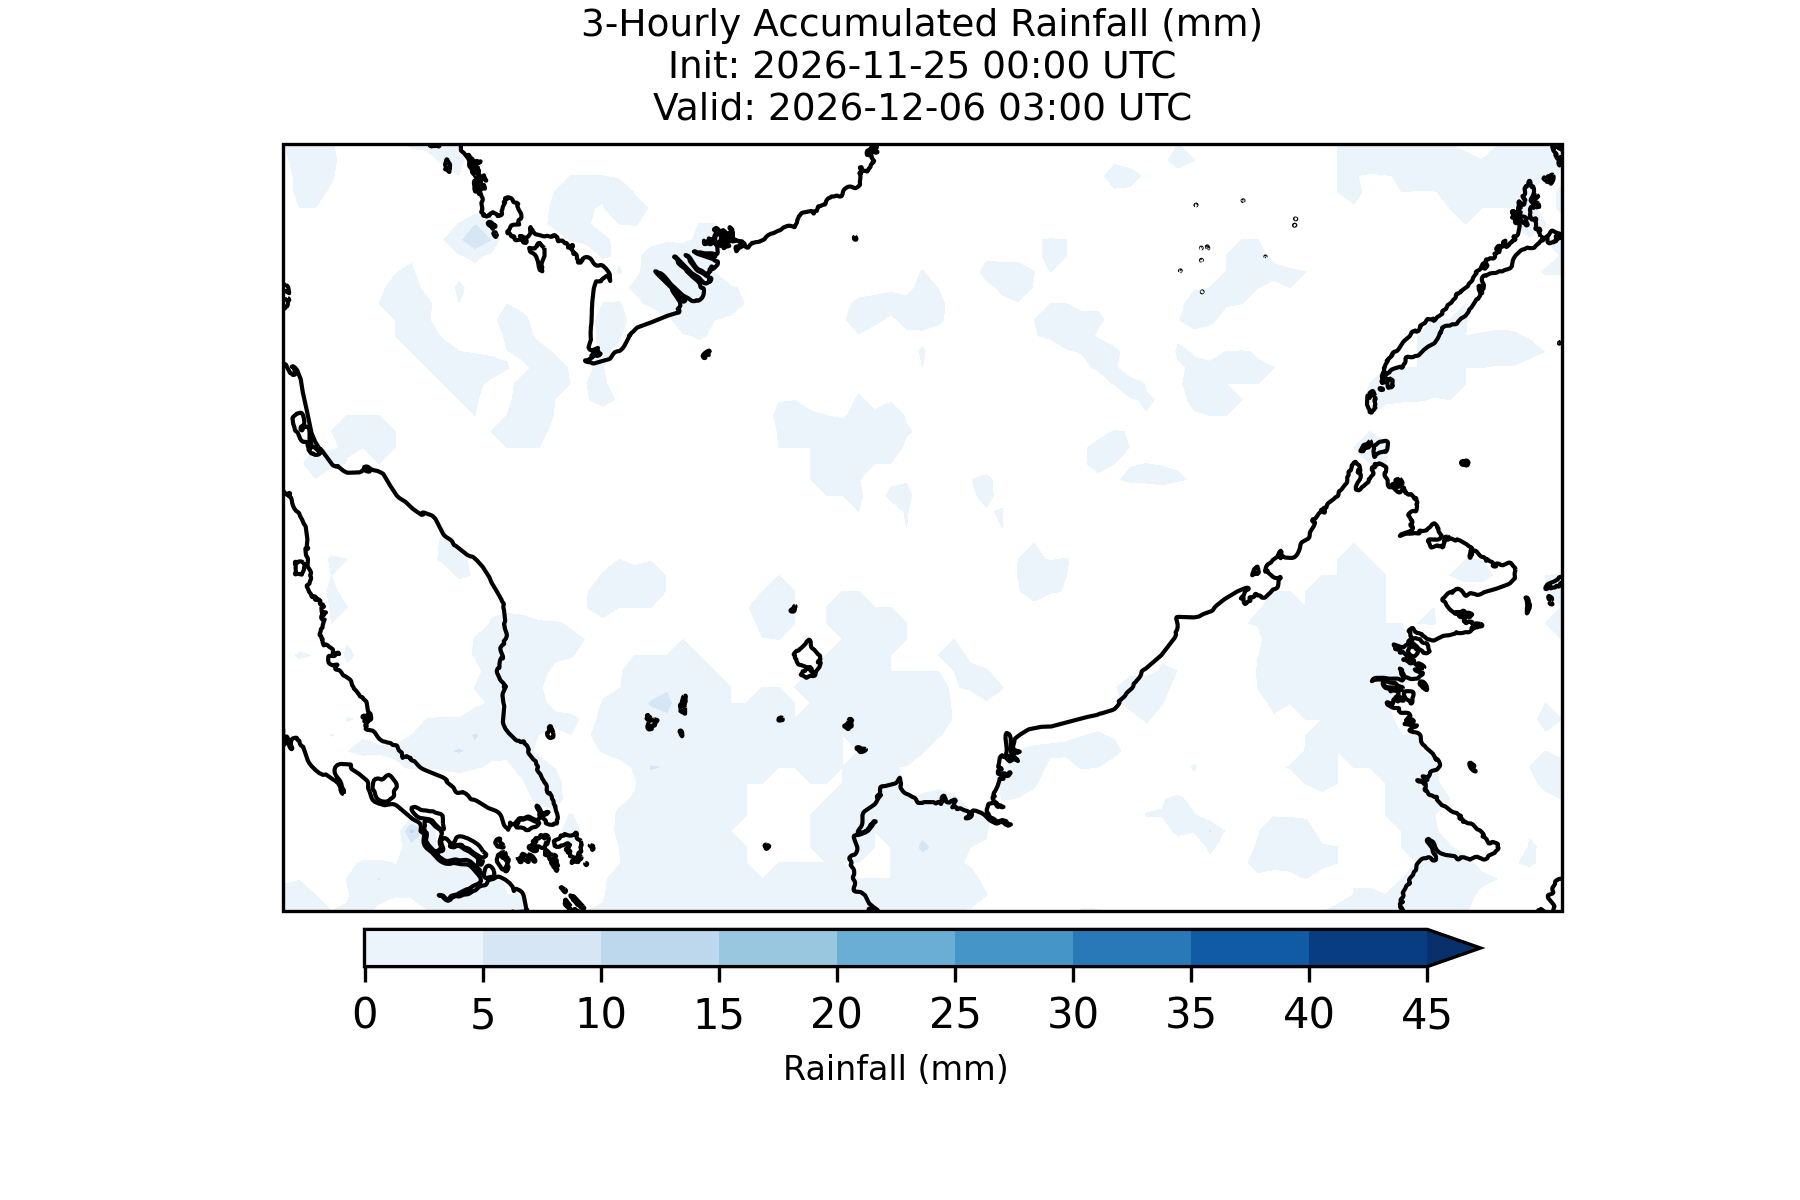 3-Hourly Accumulated Rainfall (mm)
Init: 2026-11-25 00:00 UTC
Valid: 2026-12-06 03:00 UTC
0 5 10 15 20 25 30 35 40 45
Rainfall (mm)